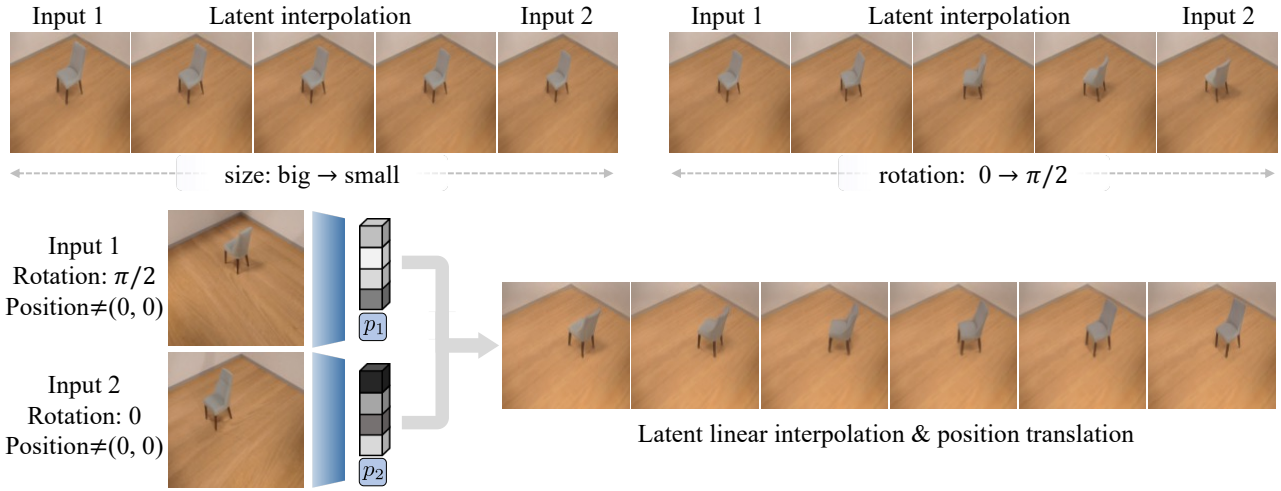 Input 1 Latent interpolation Input 2
size: big → small
Input 1 Latent interpolation Input 2
rotation: 0 → π/2
Input 1
Rotation: π/2
Position≠(0, 0)
p₁
Input 2
Rotation: 0
Position≠(0, 0)
p₂
Latent linear interpolation & position translation